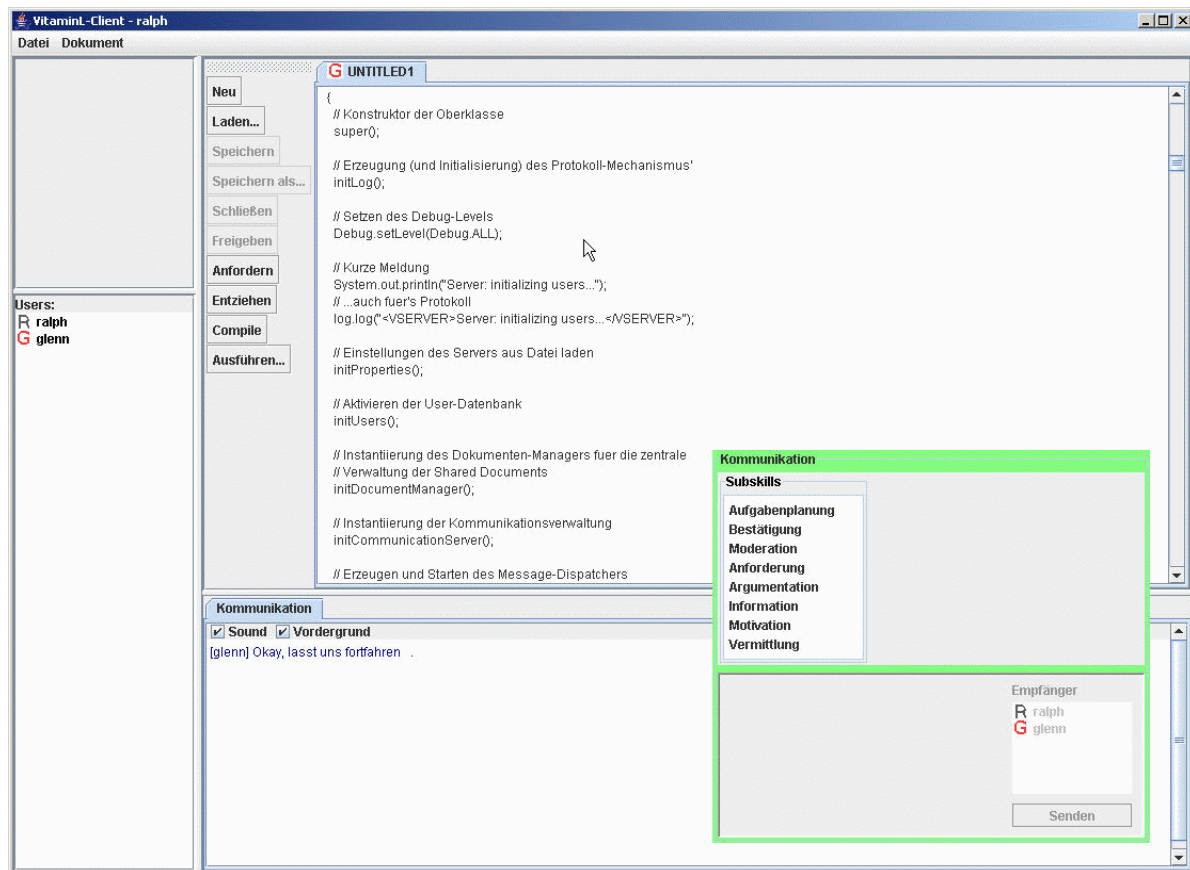 VitaminL-Client - ralph
Datei Dokument
Users:
R ralph
G glenn
Neu
Laden...
Speichern
Speichern als...
Schließen
Freigeben
Anfordern
Entziehen
Compile
Ausführen...
G UNTITLED1
{
// Konstruktor der Oberklasse
super();
// Erzeugung (und Initialisierung) des Protokoll-Mechanismus'
initLog();
// Setzen des Debug-Levels
Debug.setLevel(Debug.ALL);
// Kurze Meldung
System.out.println("Server: initializing users...");
// ...auch fuer's Protokoll
log.log("<VSERVER>Server: initializing users...</VSERVER>");
// Einstellungen des Servers aus Datei laden
initProperties();
// Aktivieren der User-Datenbank
initUsers();
// Instantiierung des Dokumenten-Managers fuer die zentrale
// Verwaltung der Shared Documents
initDocumentManager();
// Instantiierung der Kommunikationsverwaltung
initCommunicationServer();
// Erzeugen und Starten des Message-Dispatchers
Kommunikation
Sound Vordergrund
[glenn] Okay, lasst uns fortfahren .
Kommunikation
Subskills
Aufgabenplanung
Bestätigung
Moderation
Anforderung
Argumentation
Information
Motivation
Vermittlung
Empfänger
R ralph
G glenn
Senden